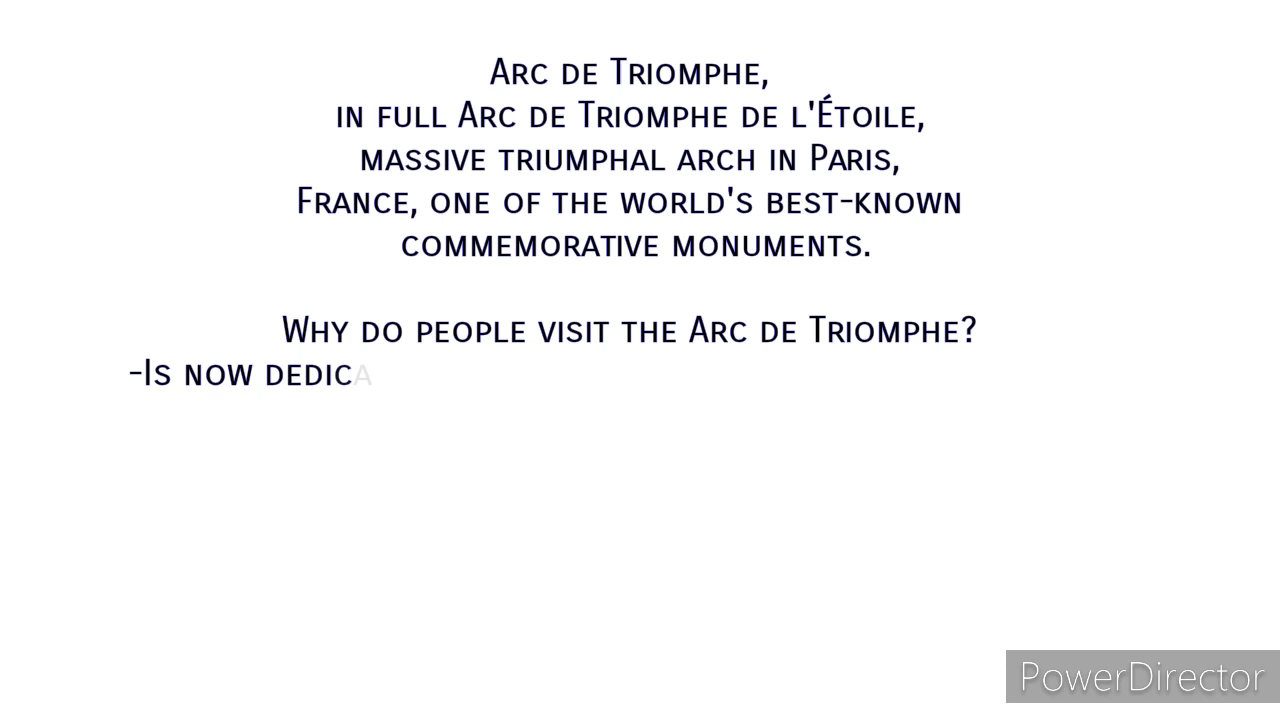 Arc de Triomphe,
in full Arc de Triomphe de l'Étoile,
massive triumphal arch in Paris,
France, one of the world's best-known
commemorative monuments.
Why do people visit the Arc de Triomphe?
-Is now dedica
PowerDirector